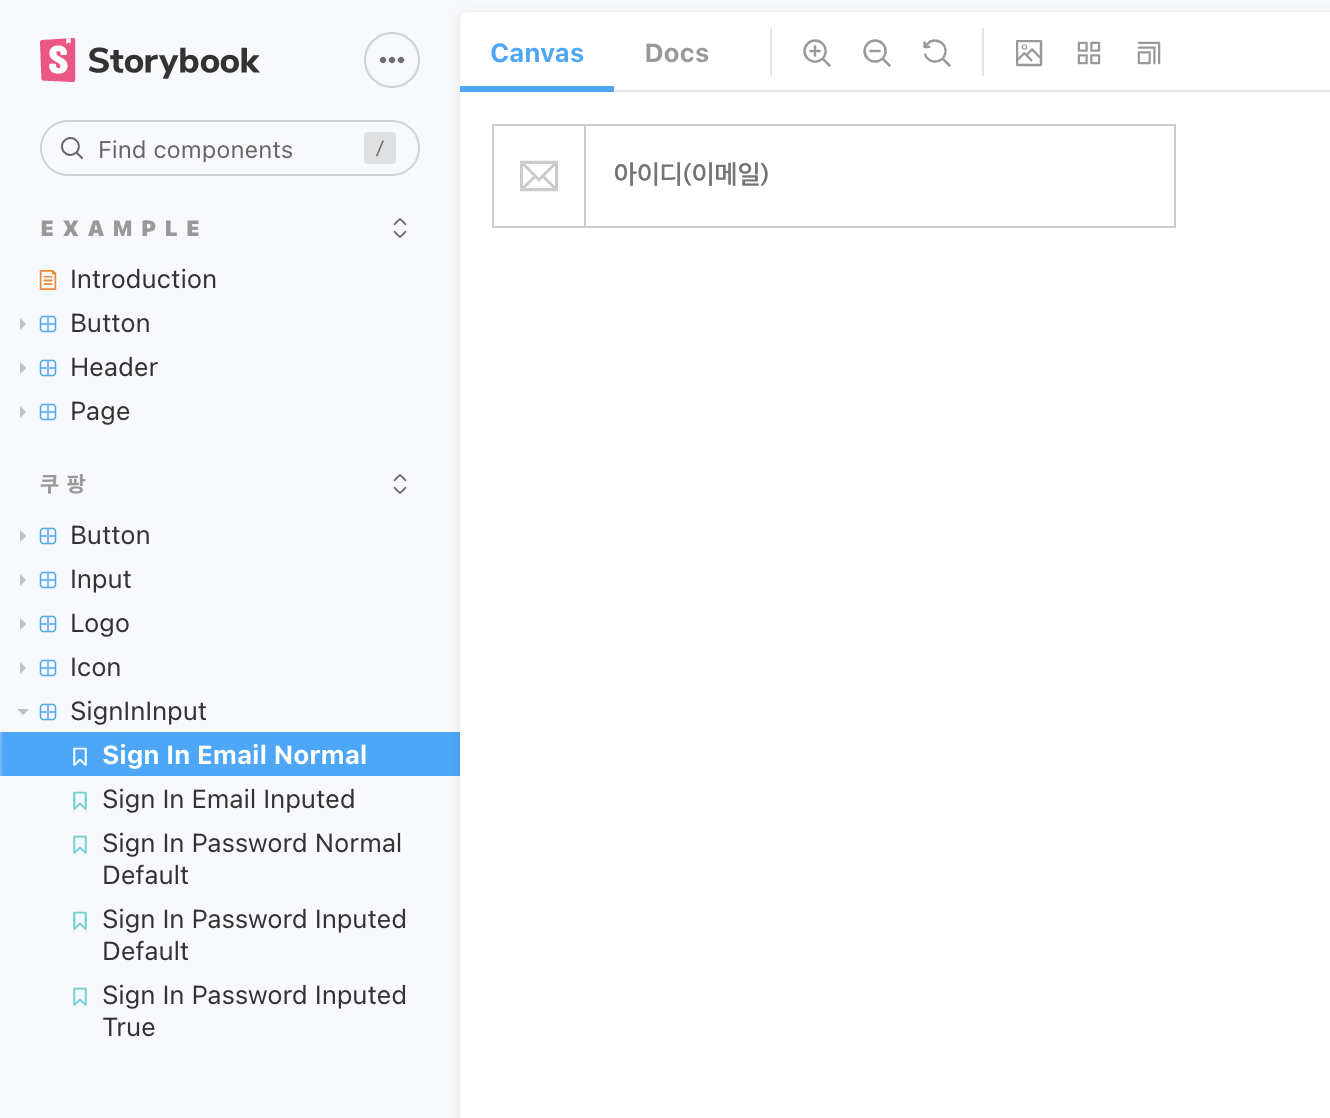 Storybook
Find components
/
EXAMPLE
Introduction
Button
Header
Page
쿠팡
Button
Input
Logo
Icon
SignInInput
Sign In Email Normal
Sign In Email Inputed
Sign In Password Normal
Default
Sign In Password Inputed
Default
Sign In Password Inputed
True
Canvas
Docs
아이디(이메일)